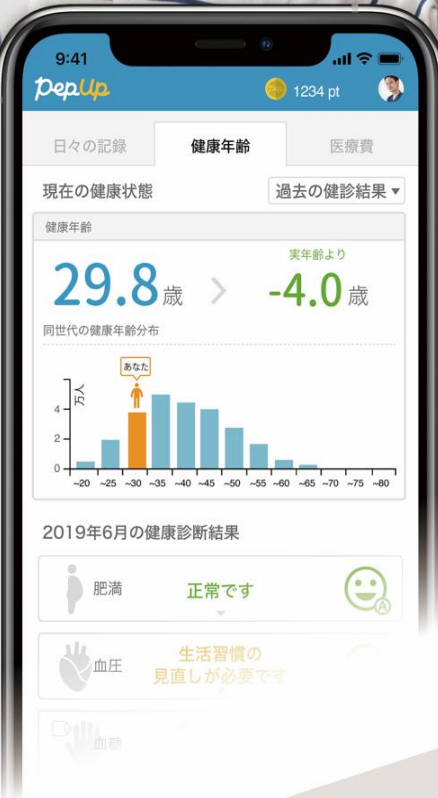 9:41
PepUp
1234 pt
日々の記録 健康年齢 医療費
現在の健康状態
過去の健診結果▼
健康年齢
29.8歳
実年齢より
-4.0歳
同世代の健康年齢分布
あなた
万人
4
2
0
~20 ~25 ~30 ~35 ~40 ~45 ~50 ~55 ~60 ~65 ~70 ~75 ~80
2019年6月の健康診断結果
肥満
正常です
A
血圧
生活習慣の
見直しが必要です
血糖